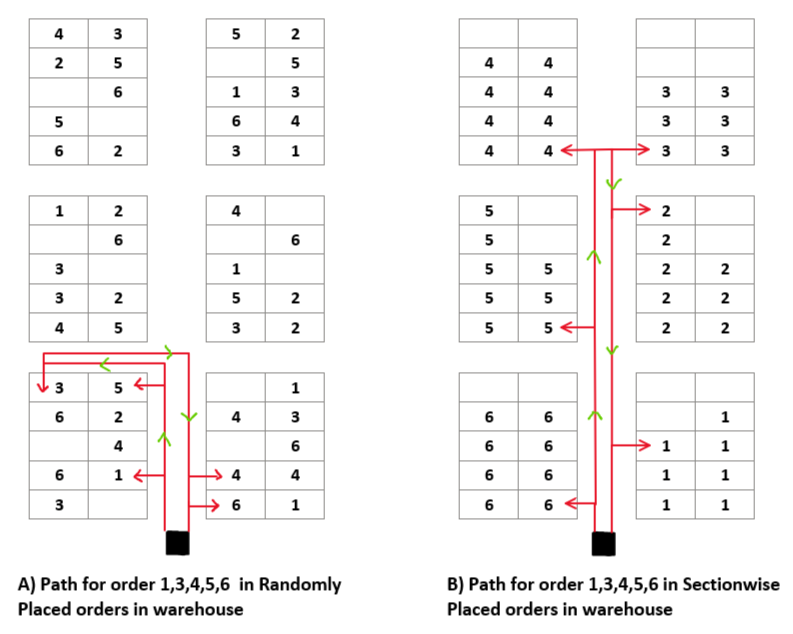 4 3 5 2
2 5 5
6 1 3
5 6 4
6 2 3 1
1 2 4
6 6
3 1
3 2 5 2
4 5 3 2
3 5 1
6 2 4 3
4 6
6 1 4 4
3 6 1
A) Path for order 1,3,4,5,6 in Randomly
Placed orders in warehouse
4 4
4 4 3 3
4 4 3 3
4 4 3 3
5 2
5 2
5 5 2 2
5 5 2 2
5 5 2 2
6 6 1
6 6 1 1
6 6 1 1
6 6 1 1
B) Path for order 1,3,4,5,6 in Sectionwise
Placed orders in warehouse